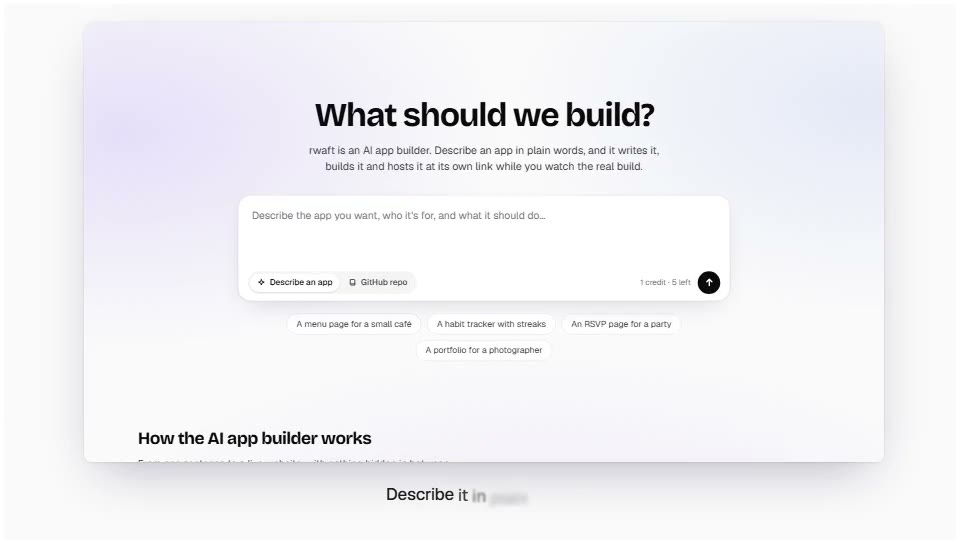 What should we build?
rwaft is an AI app builder. Describe an app in plain words, and it writes it,
builds it and hosts it at its own link while you watch the real build.
Describe the app you want, who it's for, and what it should do...
Describe an app
GitHub repo
1 credit · 5 left
A menu page for a small café
A habit tracker with streaks
An RSVP page for a party
A portfolio for a photographer
How the AI app builder works
Describe it in